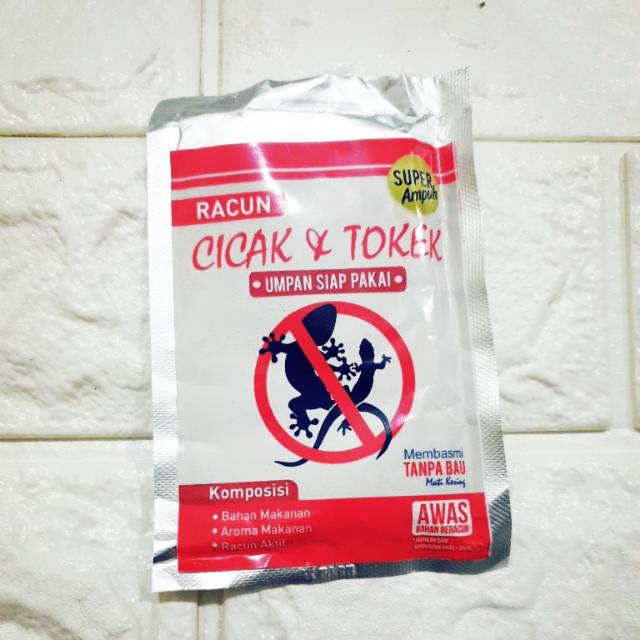 SUPER
Ampuh
RACUN
CICAK & TOKEK
• UMPAN SIAP PAKAI •
Membasmi
TANPA BAU
Mati Kering
Komposisi
• Bahan Makanan
• Aroma Makanan
• Racun Aktif
AWAS
BAHAN BERACUN